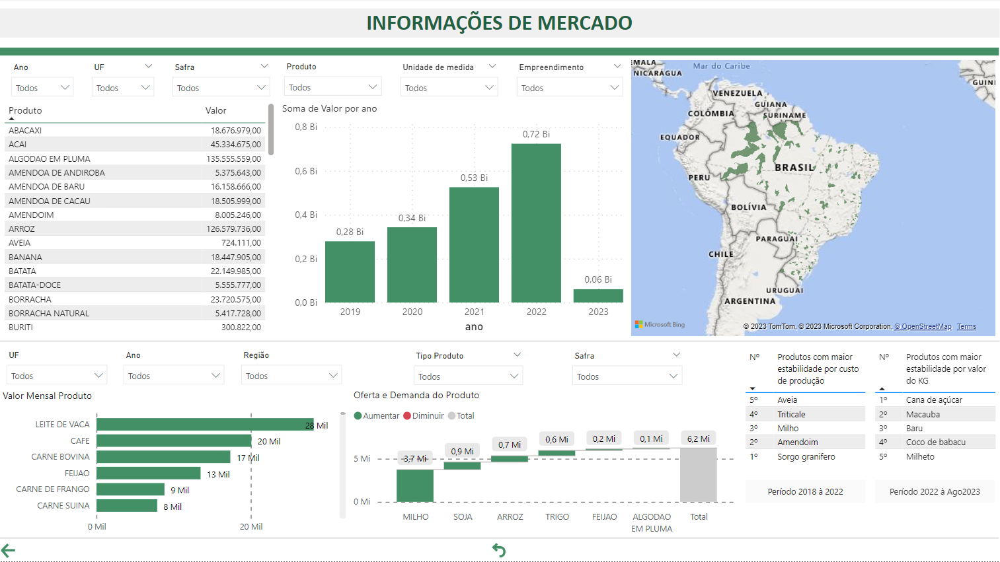 INFORMAÇÕES DE MERCADO
Ano
UF
Safra
Produto
Unidade de medida
Empreendimento
Todos
Todos
Todos
Todos
Todos
Todos
Produto Valor
ABACAXI 18.676.979,00
ACAI 45.334.675,00
ALGODAO EM PLUMA 135.555.559,00
AMENDOA DE ANDIROBA 5.375.643,00
AMENDOA DE BARU 16.158.666,00
AMENDOA DE CACAU 18.505.999,00
AMENDOIM 8.005.246,00
ARROZ 126.579.736,00
AVEIA 724.111,00
BANANA 18.447.905,00
BATATA 22.149.985,00
BATATA-DOCE 5.555.777,00
BORRACHA 23.720.575,00
BORRACHA NATURAL 5.417.728,00
BURITI 300.822,00
Soma de Valor por ano
0,8 Bi
0,6 Bi
0,4 Bi
0,2 Bi
0,0 Bi
0,28 Bi
0,34 Bi
0,53 Bi
0,72 Bi
0,06 Bi
2019 2020 2021 2022 2023
ano
EMALA
NICARÁGUA
Mar do Caribe
GUIN
VENEZUELA
GUIANA
COLÔMBIA
SURINAME
EQUADOR
BRASIL
PERU
BOLÍVIA
PARAGUAI
CHILE
URUGUAI
ARGENTINA
Microsoft Bing
© 2023 TomTom, © 2023 Microsoft Corporation, © OpenStreetMap Terms
UF
Ano
Região
Todos
Todos
Todos
Valor Mensal Produto
LEITE DE VACA 28 Mil
CAFE 20 Mil
CARNE BOVINA 17 Mil
FEIJAO 13 Mil
CARNE DE FRANGO 9 Mil
CARNE SUINA 8 Mil
0 Mil 20 Mil
Tipo Produto
Safra
Todos
Todos
Oferta e Demanda do Produto
Aumentar Diminuir Total
5 Mi
0 Mi
3,7 Mi
0,9 Mi
0,7 Mi
0,6 Mi
0,2 Mi
0,1 Mi
6,2 Mi
MILHO SOJA ARROZ TRIGO FEIJAO ALGODAO Total
EM PLUMA
Nº Produtos com maior
estabilidade por custo
de produção
5º Aveia
4º Triticale
3º Milho
2º Amendoim
1º Sorgo granifero
Período 2018 à 2022
Nº Produtos com maior
estabilidade por valor
do KG
1º Cana de açúcar
2º Macauba
3º Baru
4º Coco de babacu
5º Milheto
Período 2022 à Ago2023